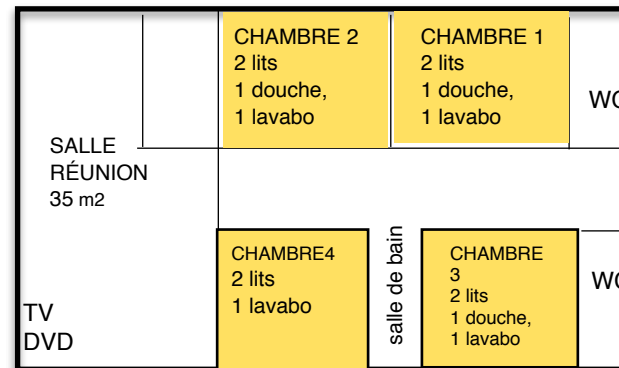 CHAMBRE 2
2 lits
1 douche,
1 lavabo
CHAMBRE 1
2 lits
1 douche,
1 lavabo
SALLE
RÉUNION
35 m2
CHAMBRE4
2 lits
1 lavabo
salle de bain
CHAMBRE
3
2 lits
1 douche,
1 lavabo
TV
DVD